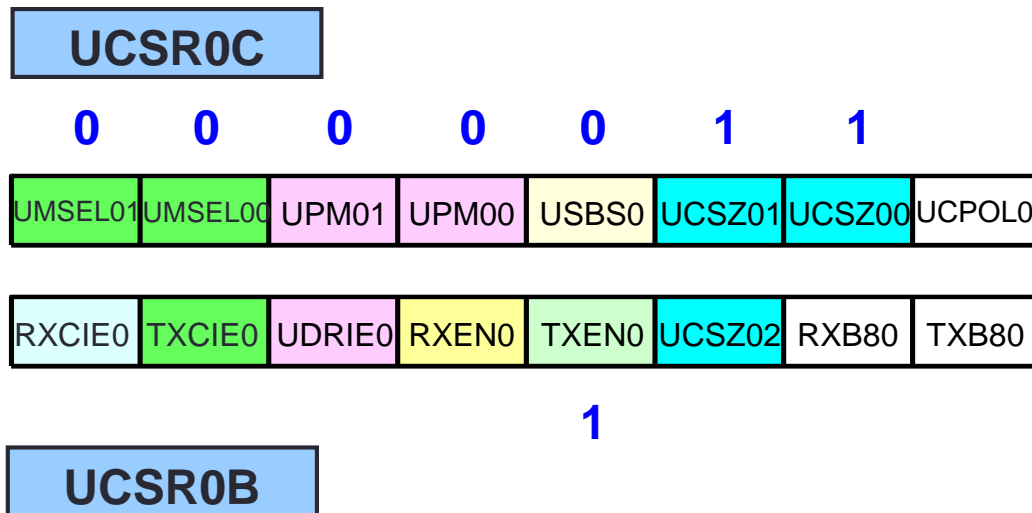 UCSR0C
0 0 0 0 0 1 1
UMSEL01 UMSEL00 UPM01 UPM00 USBS0 UCSZ01 UCSZ00 UCPOL0
RXCIE0 TXCIE0 UDRIE0 RXEN0 TXEN0 UCSZ02 RXB80 TXB80
1
UCSR0B